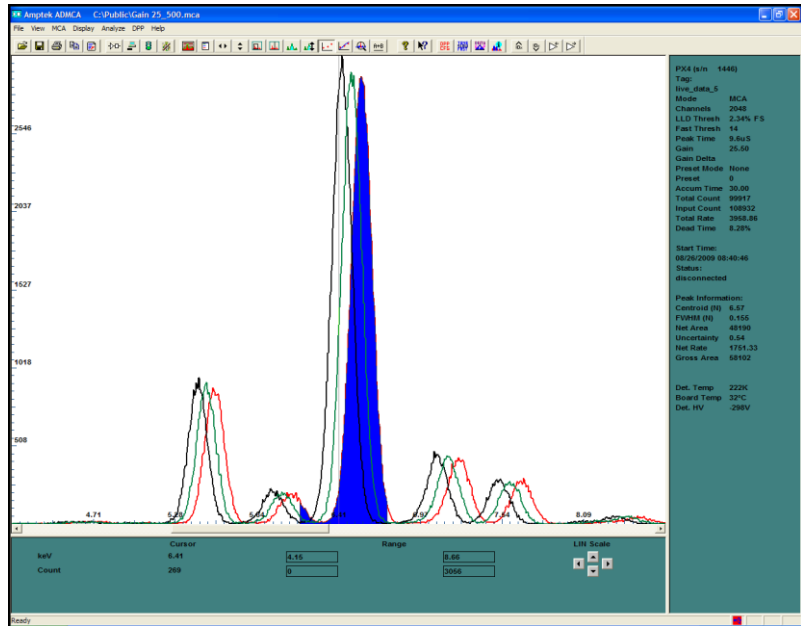 Amptek ADMCA C:\Public\Gain 25_500.mca
File View MCA Display Analyze DPP Help
2546
2037
1527
1018
508
4.71 5.28 5.84 6.41 6.97 7.54 8.09
PX4 (s/n 1446)
Tag:
live_data_5
Mode MCA
Channels 2048
LLD Thresh 2.34% FS
Fast Thresh 14
Peak Time 9.6uS
Gain 25.50
Gain Delta
Preset Mode None
Preset 0
Accum Time 30.00
Total Count 99917
Input Count 108932
Total Rate 3958.86
Dead Time 8.28%
Start Time:
08/26/2009 08:40:46
Status:
disconnected
Peak Information:
Centroid (N) 6.57
FWHM (N) 0.155
Net Area 48190
Uncertainty 0.54
Net Rate 1751.33
Gross Area 58102
Det. Temp 222K
Board Temp 32°C
Det. HV -298V
Cursor Range LIN Scale
keV 6.41 4.15 8.66
Count 269 0 3056
Ready